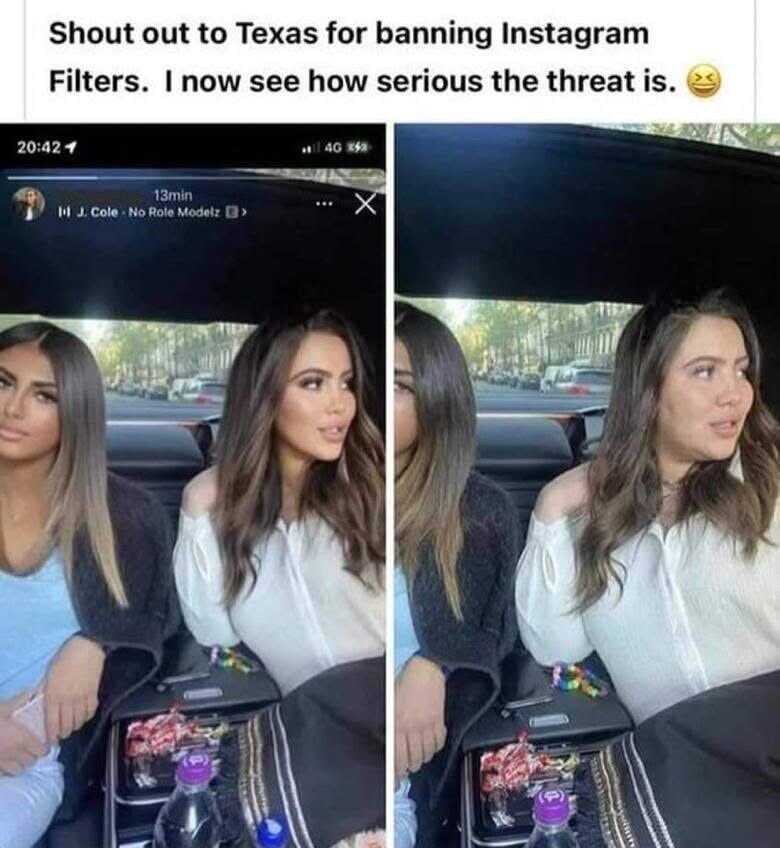 Shout out to Texas for banning Instagram
Filters. I now see how serious the threat is. 😆
20:42
4G
13min
J. Cole · No Role Modelz E >